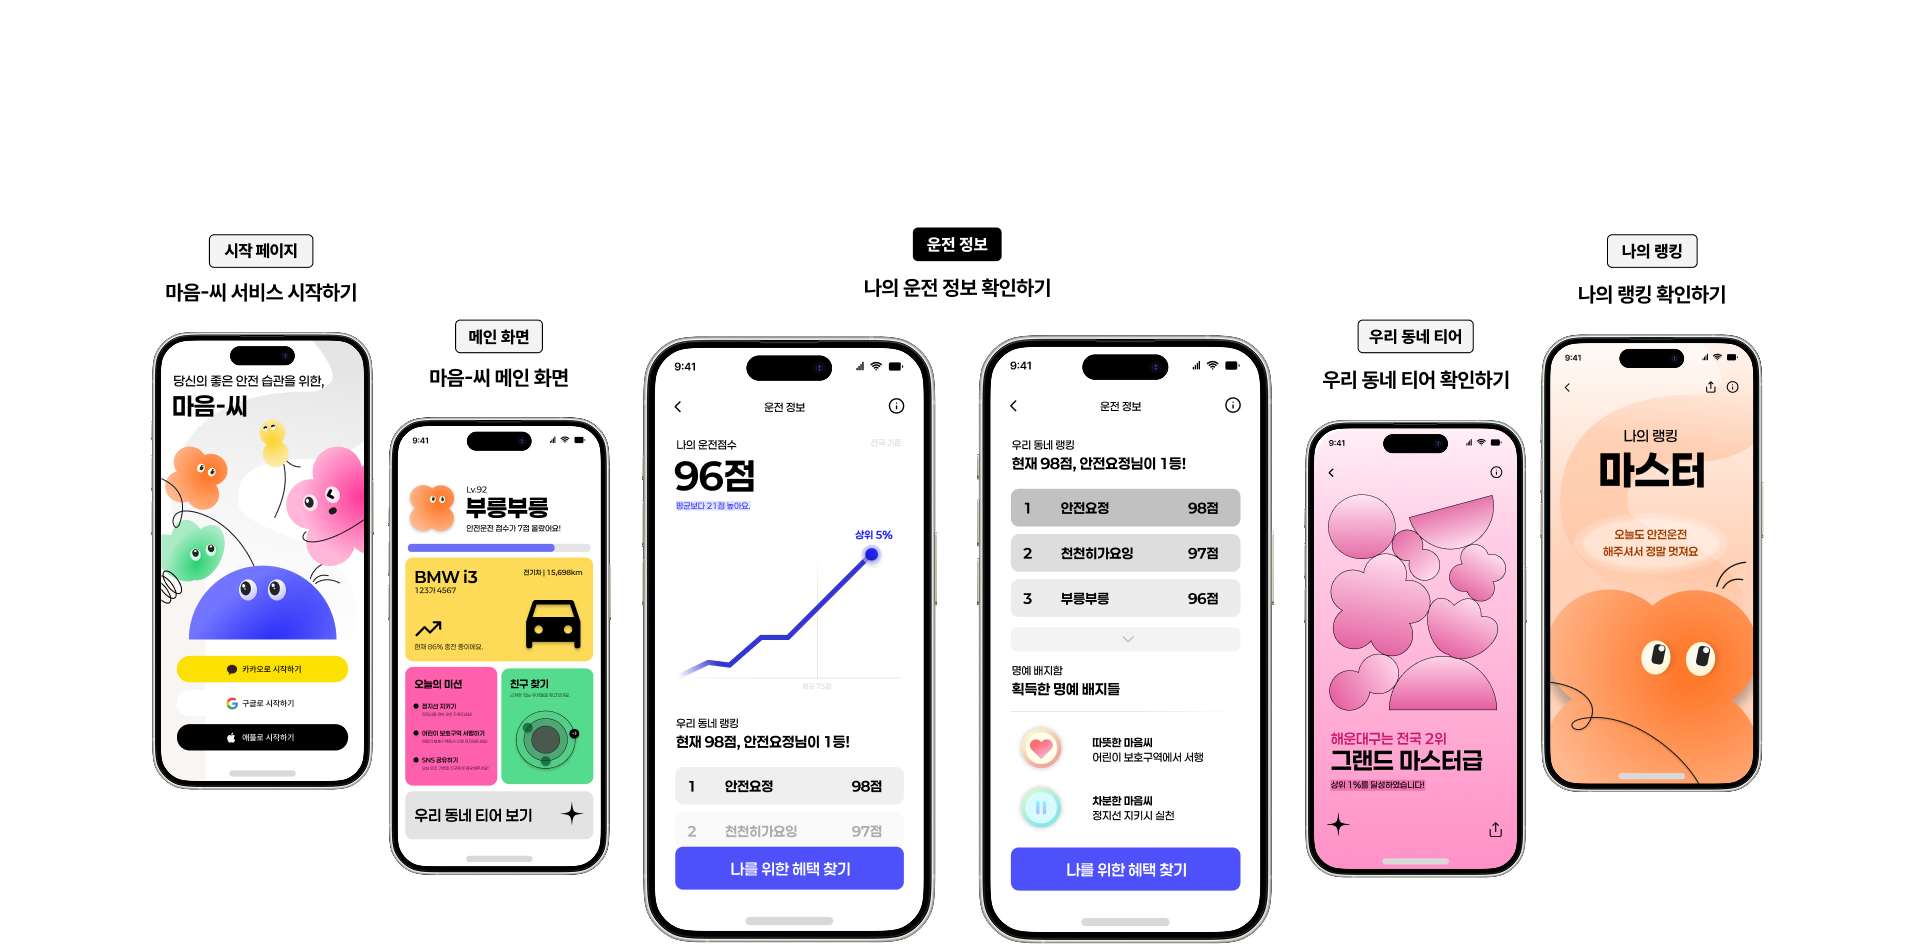 시작 페이지
마음-씨 서비스 시작하기
당신의 좋은 안전 습관을 위한,
마음-씨
카카오로 시작하기
구글로 시작하기
애플로 시작하기
메인 화면
마음-씨 메인 화면
9:41
Lv.92
부릉부릉
안전운전 점수가 7점 올랐어요!
BMW i3
전기차 | 15,698km
123가 4567
현재 86% 충전 중이에요.
오늘의 미션
정지선 지키기
어린이 보호구역 서행하기
SNS 공유하기
친구 찾기
우리 동네 티어 보기
운전 정보
나의 운전 정보 확인하기
9:41
운전 정보
나의 운전점수
전국 기준
96점
평균보다 21점 높아요.
상위 5%
평균 75점
우리 동네 랭킹
현재 98점, 안전요정님이 1등!
1 안전요정 98점
2 천천히가요잉 97점
나를 위한 혜택 찾기
9:41
운전 정보
우리 동네 랭킹
현재 98점, 안전요정님이 1등!
1 안전요정 98점
2 천천히가요잉 97점
3 부릉부릉 96점
명예 배지함
획득한 명예 배지들
따뜻한 마음씨
어린이 보호구역에서 서행
차분한 마음씨
정지선 지키시 실천
나를 위한 혜택 찾기
우리 동네 티어
우리 동네 티어 확인하기
9:41
해운대구는 전국 2위
그랜드 마스터급
상위 1%를 달성하였습니다!
나의 랭킹
나의 랭킹 확인하기
9:41
나의 랭킹
마스터
오늘도 안전운전
해주셔서 정말 멋져요